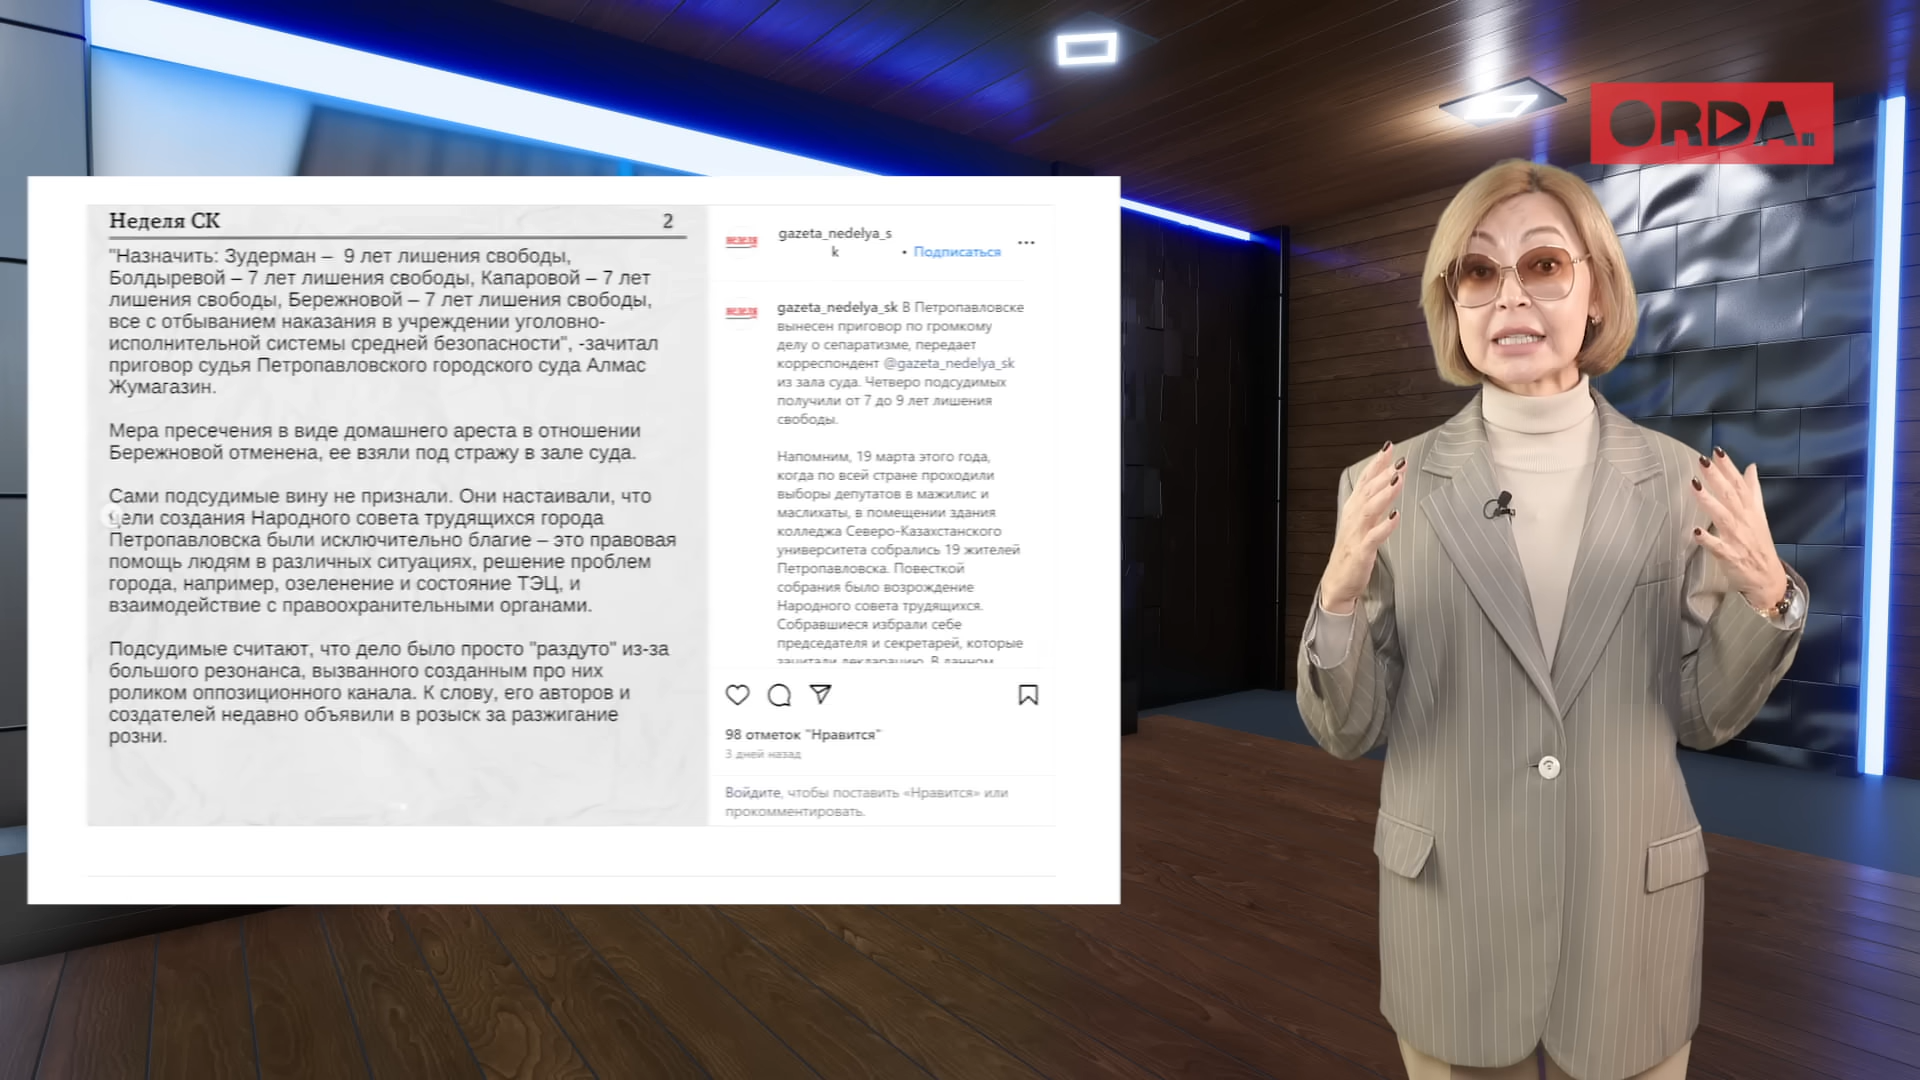 ORDA
Неделя СК
2
"Назначить: Зудерман – 9 лет лишения свободы,
Болдыревой – 7 лет лишения свободы, Капаровой – 7 лет
лишения свободы, Бережновой – 7 лет лишения свободы,
все с отбыванием наказания в учреждении уголовно-
исполнительной системы средней безопасности", -зачитал
приговор судья Петропавловского городского суда Алмас
Жумагазин.
Мера пресечения в виде домашнего ареста в отношении
Бережновой отменена, ее взяли под стражу в зале суда.
Сами подсудимые вину не признали. Они настаивали, что
цели создания Народного совета трудящихся города
Петропавловска были исключительно благие – это правовая
помощь людям в различных ситуациях, решение проблем
города, например, озеленение и состояние ТЭЦ, и
взаимодействие с правоохранительными органами.
Подсудимые считают, что дело было просто "раздуто" из-за
большого резонанса, вызванного созданным про них
роликом оппозиционного канала. К слову, его авторов и
создателей недавно объявили в розыск за разжигание
розни.
неделя
gazeta_nedelya_s
k
• Подписаться
неделя
gazeta_nedelya_sk В Петропавловске
вынесен приговор по громкому
делу о сепаратизме, передает
корреспондент @gazeta_nedelya_sk
из зала суда. Четверо подсудимых
получили от 7 до 9 лет лишения
свободы.
Напомним, 19 марта этого года,
когда по всей стране проходили
выборы депутатов в мажилис и
маслихаты, в помещении здания
колледжа Северо-Казахстанского
университета собрались 19 жителей
Петропавловска. Повесткой
собрания было возрождение
Народного совета трудящихся.
Собравшиеся избрали себе
председателя и секретарей, которые
зачитали декларацию. В данном
98 отметок "Нравится"
3 дней назад
Войдите, чтобы поставить «Нравится» или
прокомментировать.